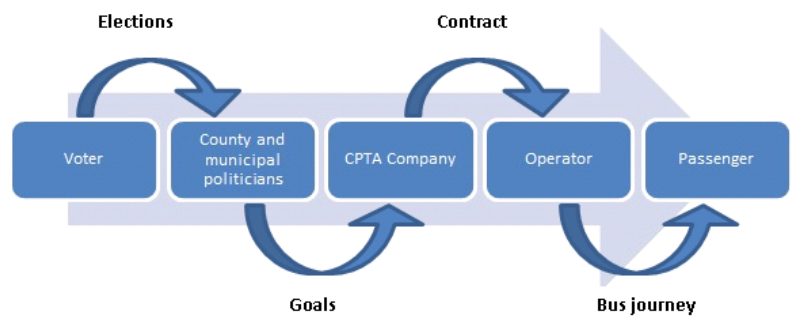 Elections
Contract
Voter
County and
municipal
politicians
CPTA Company
Operator
Passenger
Goals
Bus journey